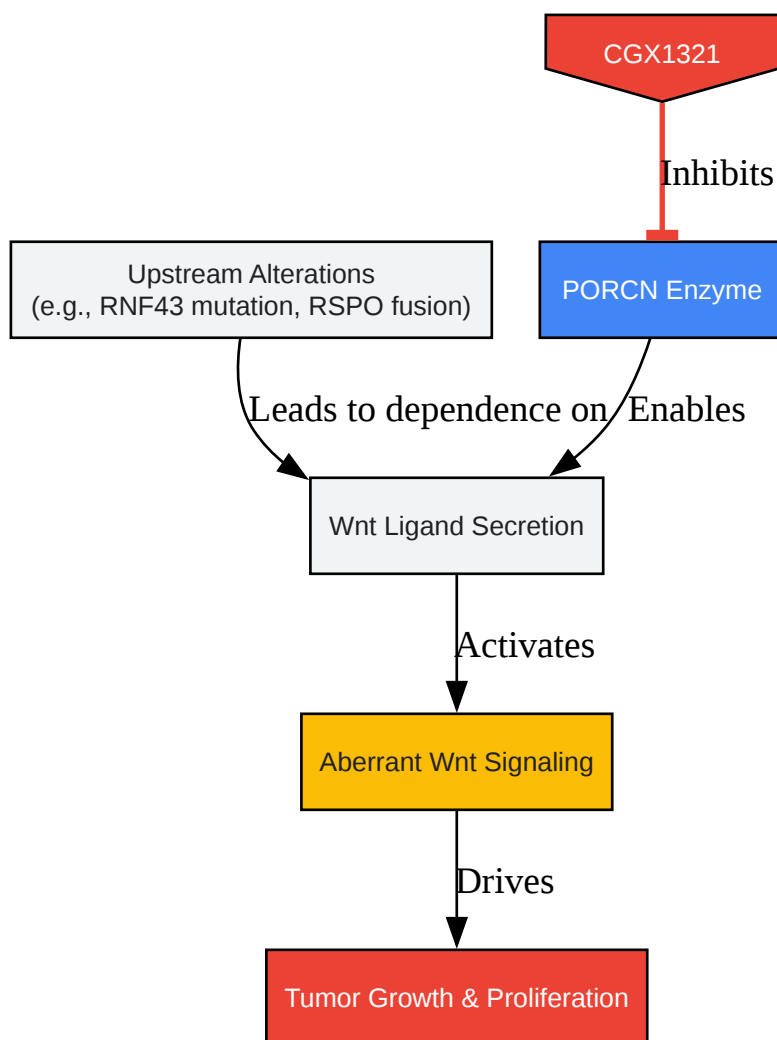 CGX1321
Inhibits
Upstream Alterations
(e.g., RNF43 mutation, RSPO fusion)
PORCN Enzyme
Leads to dependence on
Enables
Wnt Ligand Secretion
Activates
Aberrant Wnt Signaling
Drives
Tumor Growth & Proliferation